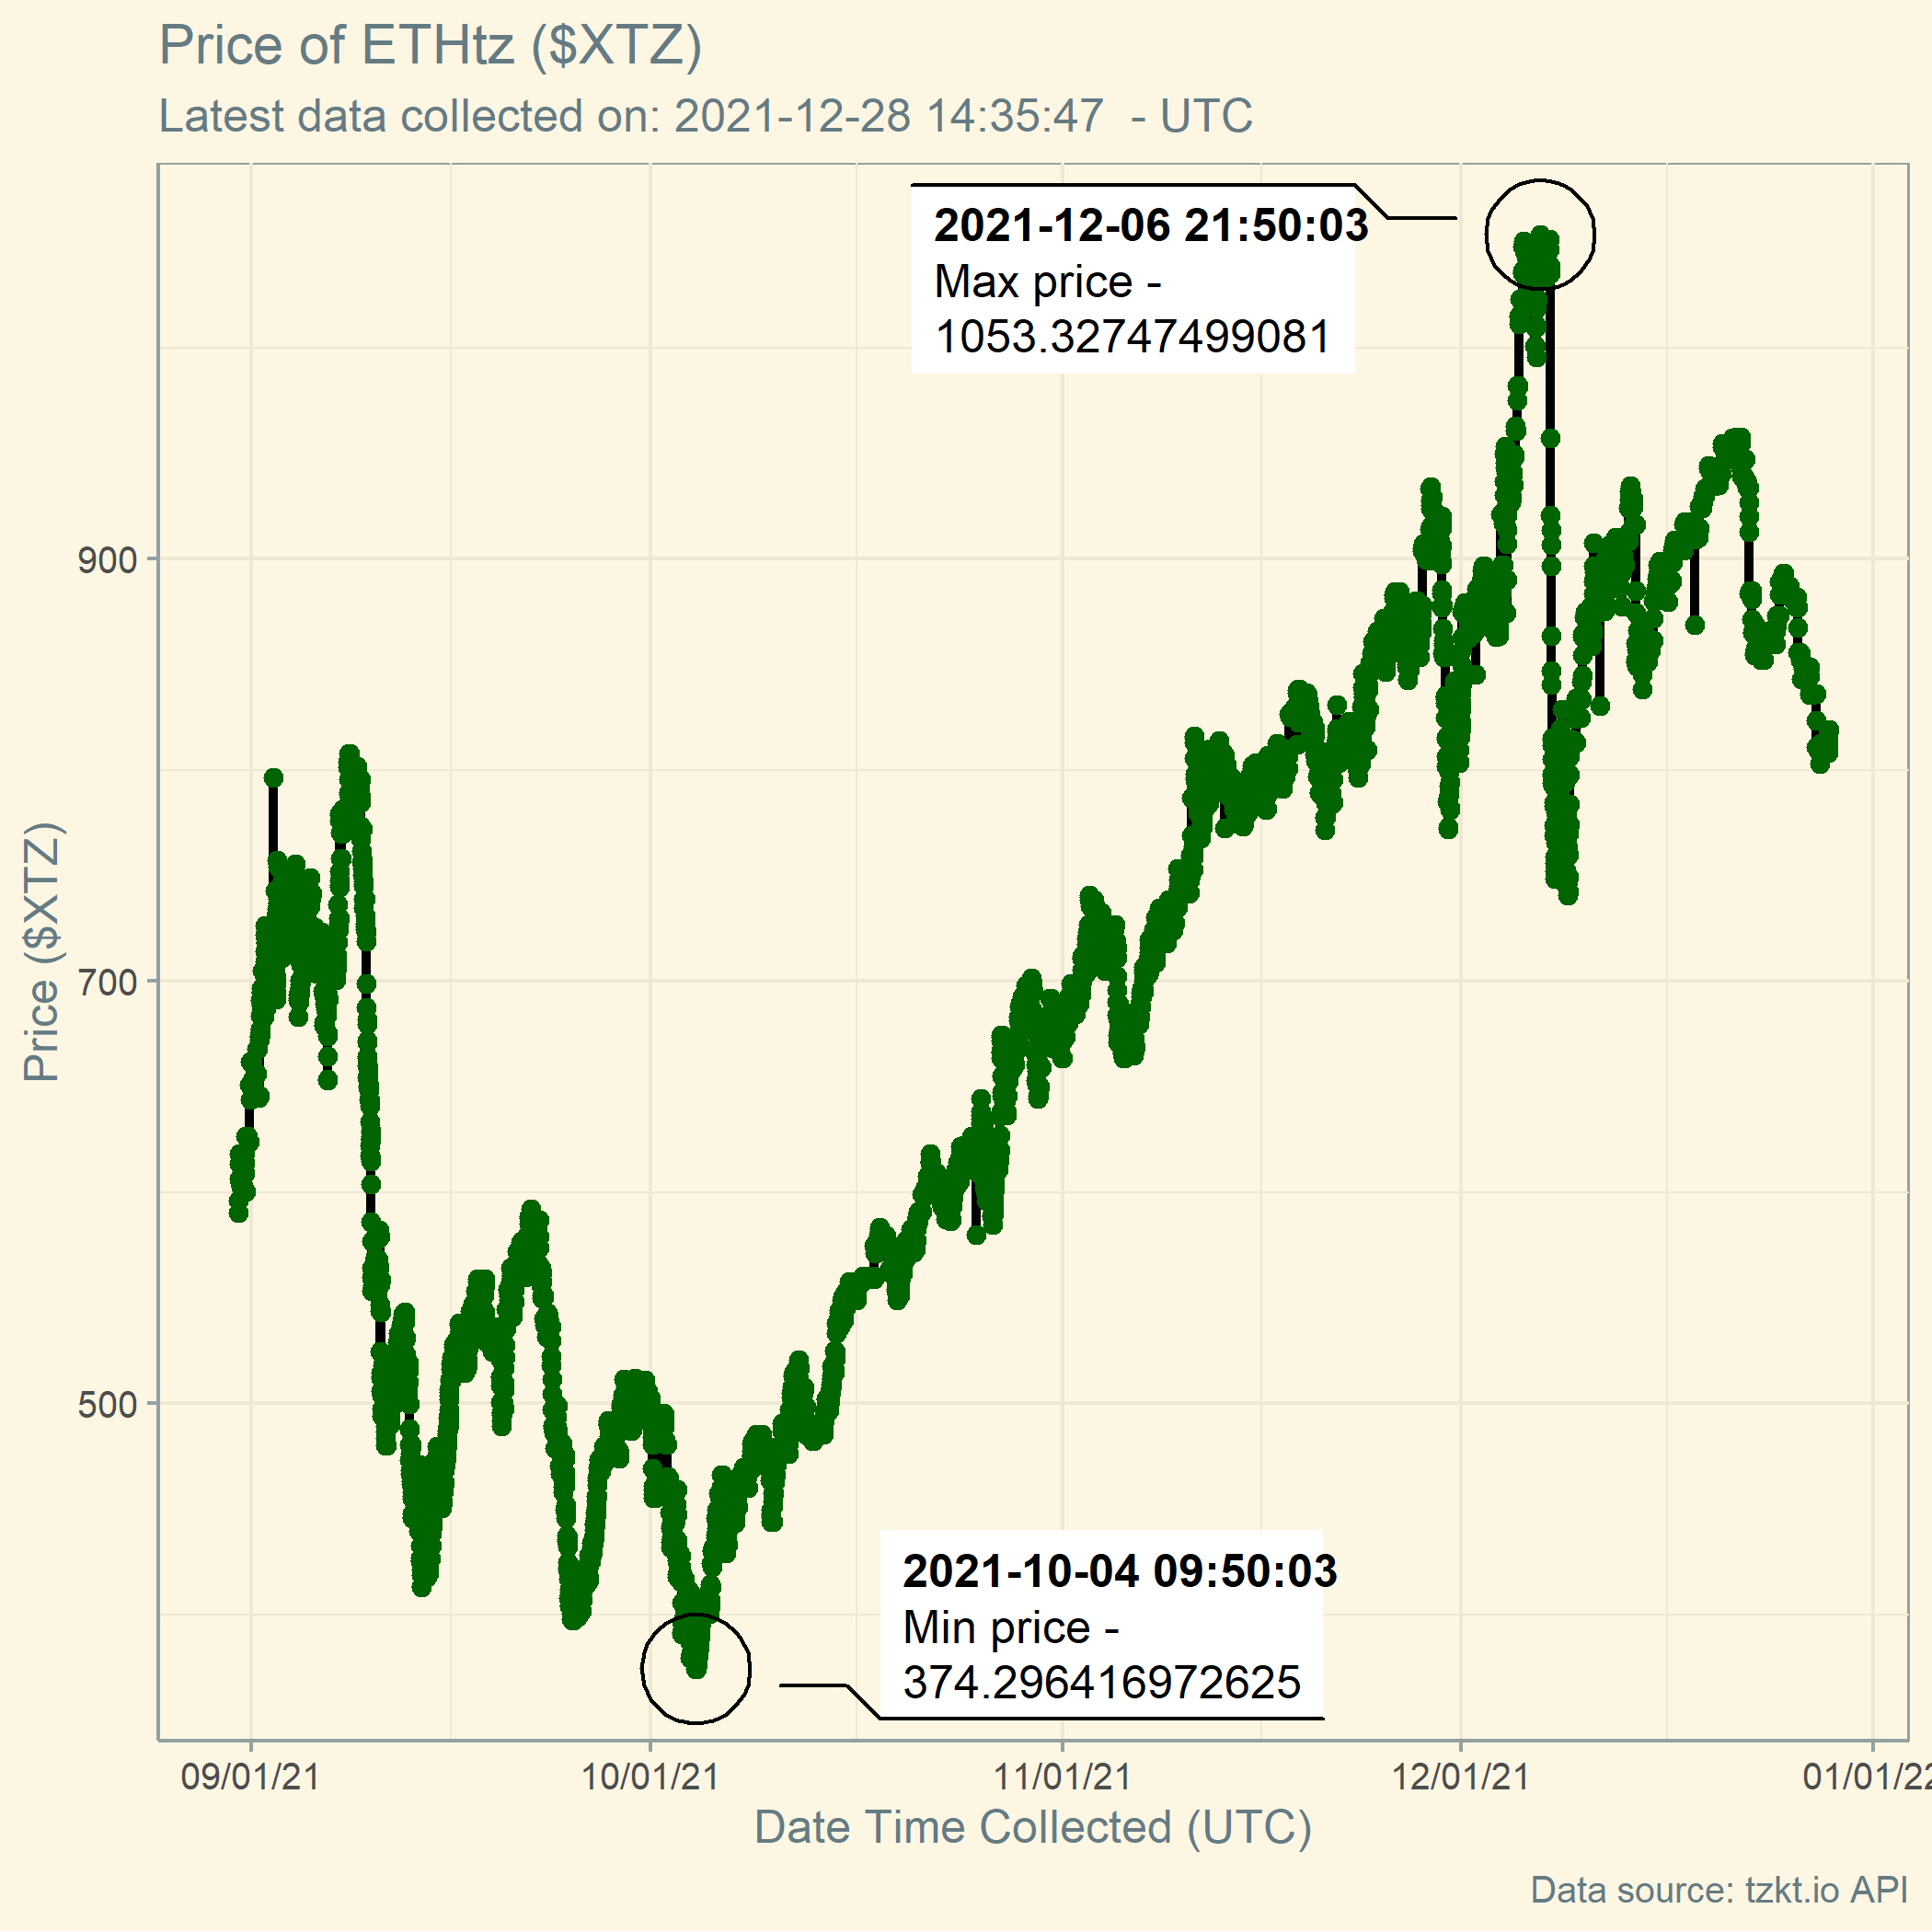 Price of ETHtz ($XTZ)
Latest data collected on: 2021-12-28 14:35:47  - UTC
2021-12-06 21:50:03
Max price -
1053.32747499081
900
700
500
Price ($XTZ)
2021-10-04 09:50:03
Min price -
374.296416972625
09/01/21
10/01/21
11/01/21
12/01/21
01/01/22
Date Time Collected (UTC)
Data source: tzkt.io API